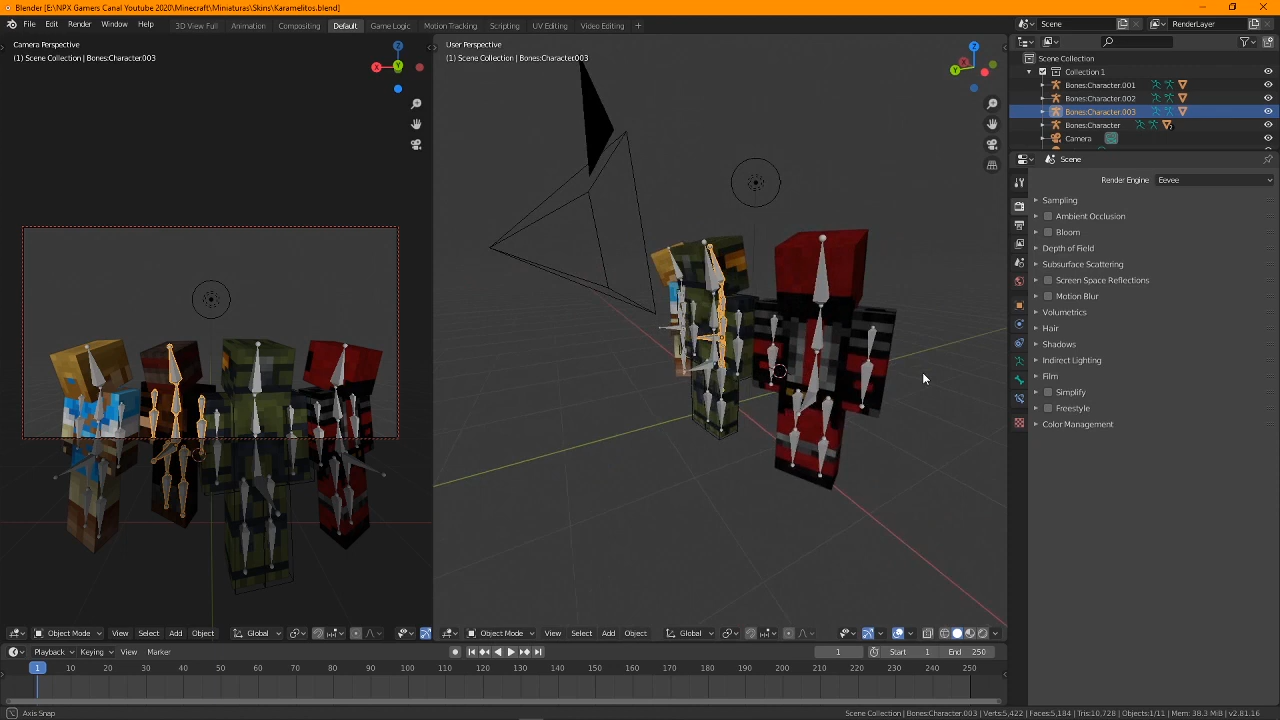 Blender [E:\NPX Gamers Canal Youtube 2020\Minecraft\Miniaturas\Skins\Karamelitos.blend]
File Edit Render Window Help 3D View Full Animation Compositing Default Game Logic Motion Tracking Scripting UV Editing Video Editing + Scene RenderLayer
Camera Perspective
(1) Scene Collection | Bones:Character003
User Perspective
(1) Scene Collection | Bones:Character003
Scene Collection
Collection 1
Bones:Character.001
Bones:Character.002
Bones:Character.003
Bones:Character
Camera
Scene
Render Engine Eevee
Sampling
Ambient Occlusion
Bloom
Depth of Field
Subsurface Scattering
Screen Space Reflections
Motion Blur
Volumetrics
Hair
Shadows
Indirect Lighting
Film
Simplify
Freestyle
Color Management
Object Mode View Select Add Object Global
Object Mode View Select Add Object Global
Playback Keying View Marker 1 Start 1 End 250
1 10 20 30 40 50 60 70 80 90 100 110 120 130 140 150 160 170 180 190 200 210 220 230 240 250
Axis Snap
Scene Collection | Bones:Character.003 | Verts:5,422 | Faces:5,184 | Tris:10,728 | Objects:1/11 | Mem: 38.3 MiB | v2.81.16